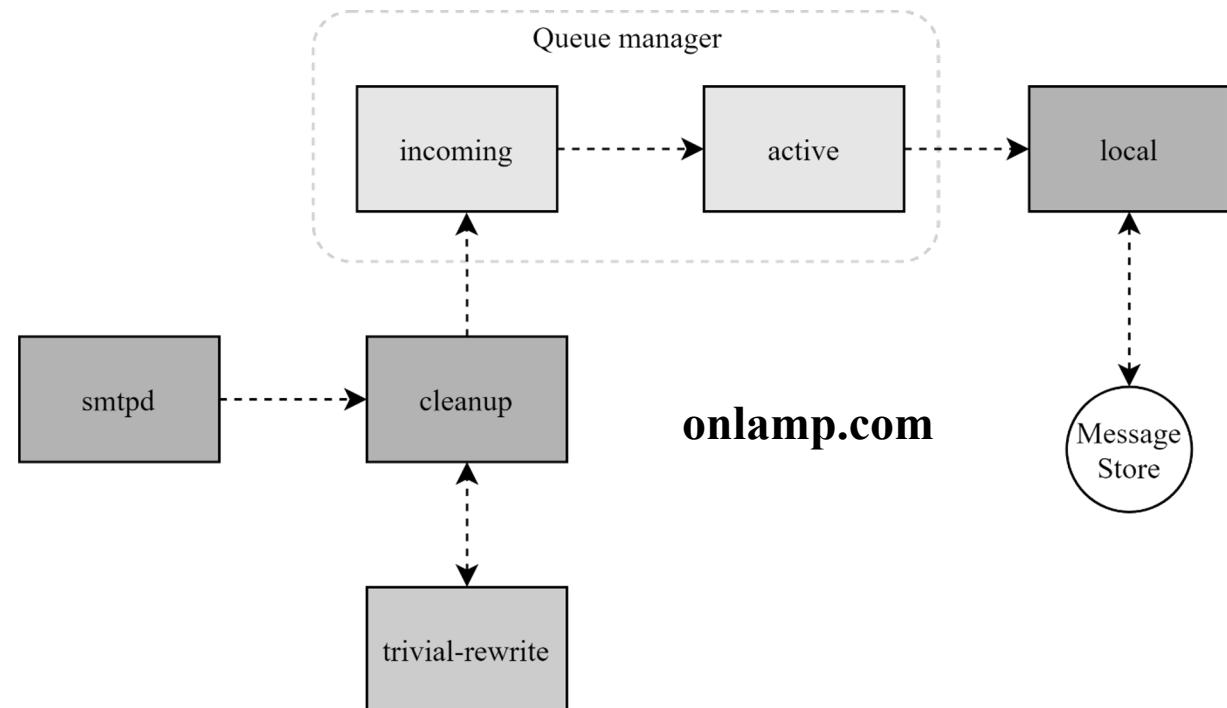 Queue manager
incoming
active
local
smtpd
cleanup
onlamp.com
Message
Store
trivial-rewrite